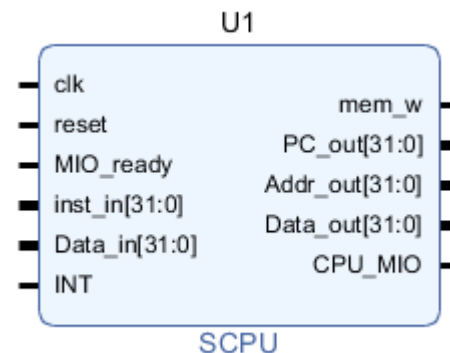 U1
clk
reset
MIO_ready
inst_in[31:0]
Data_in[31:0]
INT
mem_w
PC_out[31:0]
Addr_out[31:0]
Data_out[31:0]
CPU_MIO
SCPU